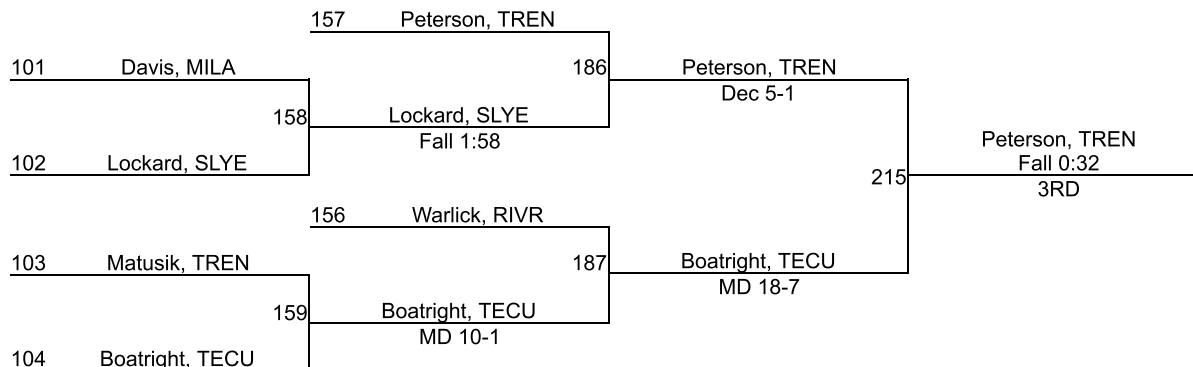 157 Peterson, TREN
101 Davis, MILA
186 Peterson, TREN
Dec 5-1
158 Lockard, SLYE
Fall 1:58
102 Lockard, SLYE
Peterson, TREN
Fall 0:32
215
3RD
156 Warlick, RIVR
103 Matusik, TREN
187 Boatright, TECU
MD 18-7
159 Boatright, TECU
MD 10-1
104 Boatright, TECU